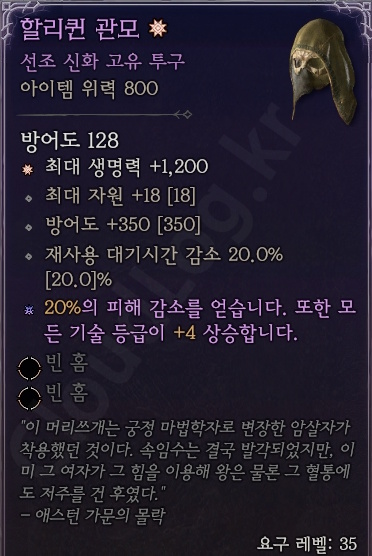 할리퀸 관모
선조 신화 고유 투구
아이템 위력 800
방어도 128
최대 생명력 +1,200
최대 자원 +18 [18]
방어도 +350 [350]
재사용 대기시간 감소 20.0%
[20.0]%
20%의 피해 감소를 얻습니다. 또한 모
든 기술 등급이 +4 상승합니다.
빈 홈
빈 홈
"이 머리쓰개는 궁정 마법학자로 변장한 암살자가
착용했던 것이다. 속임수는 결국 발각되었지만, 이
미 그 여자가 그 힘을 이용해 왕은 물론 그 혈통에
도 저주를 건 후였다."
– 애스턴 가문의 몰락
요구 레벨: 35